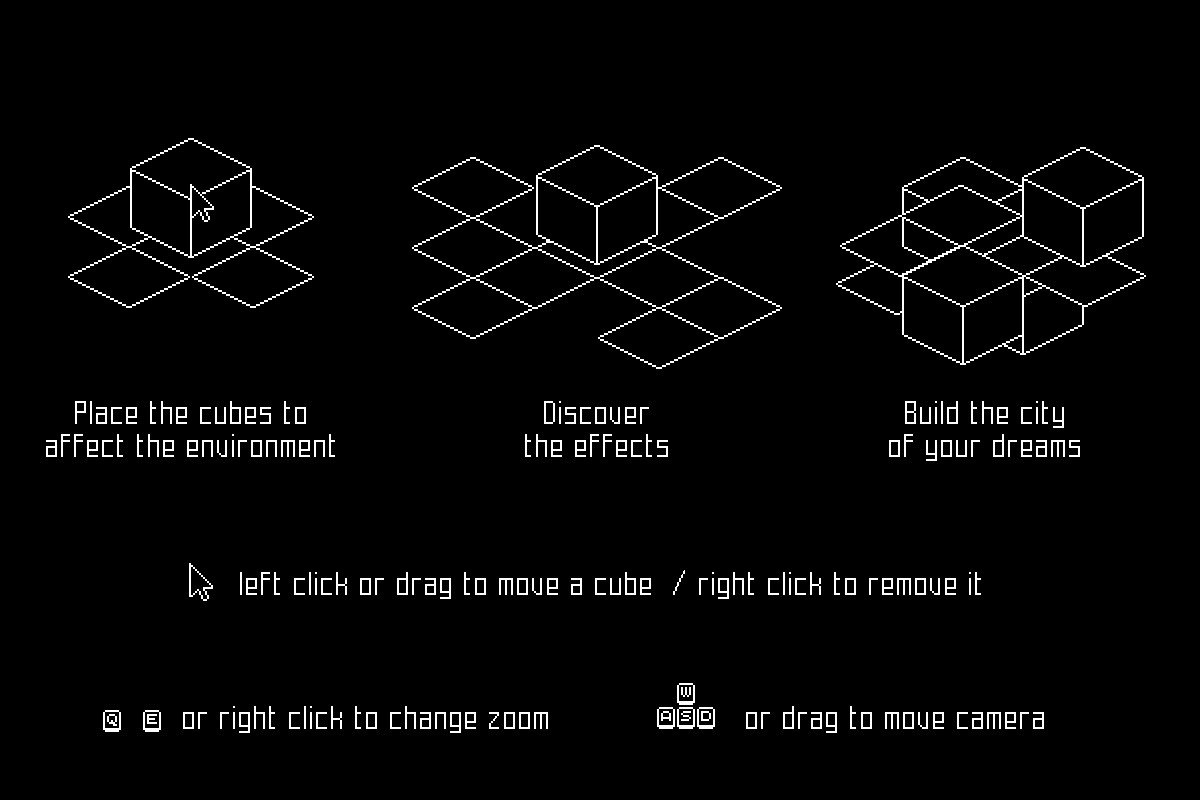 Place the cubes to
affect the environment
Discover
the effects
Build the city
of your dreams
left click or drag to move a cube / right click to remove it
Q E or right click to change zoom
W
A S D or drag to move camera